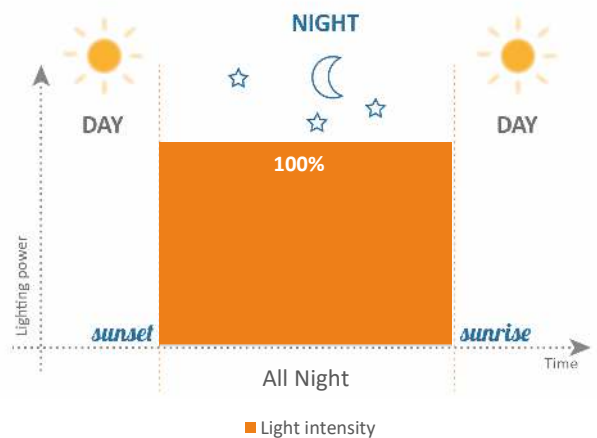 NIGHT
DAY
DAY
100%
Lighting power
sunset
sunrise
Time
All Night
Light intensity